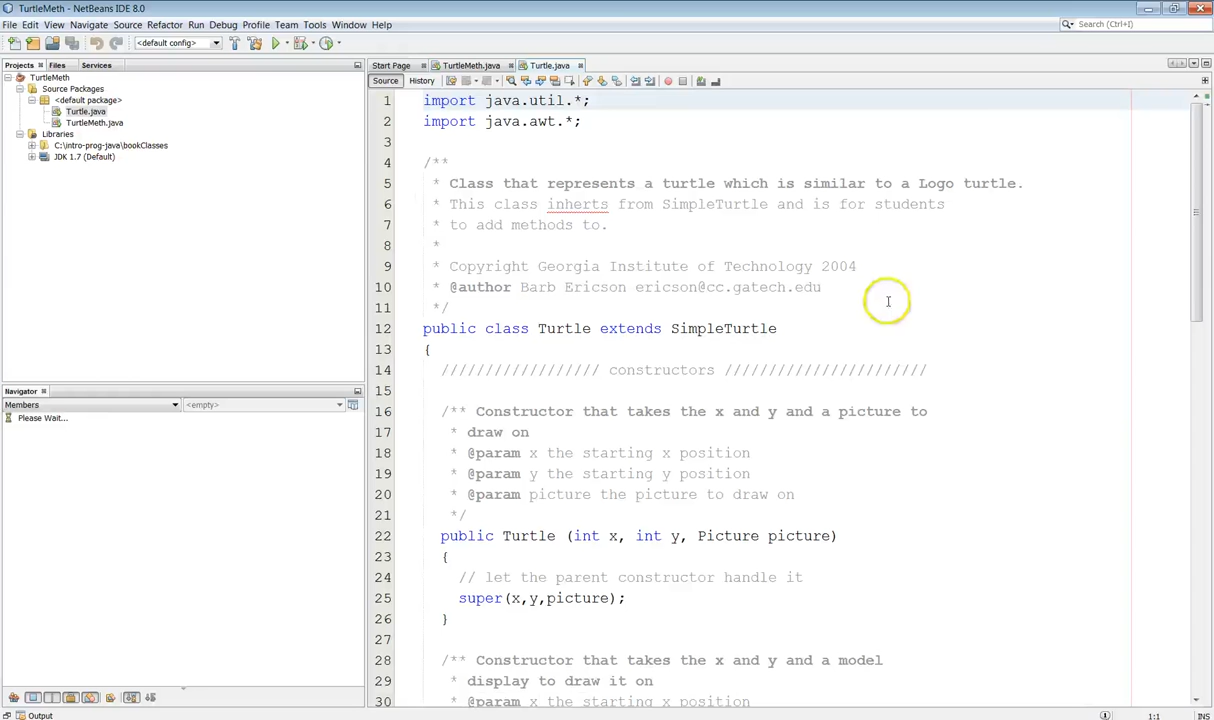 TurtleMeth - NetBeans IDE 8.0
File Edit View Navigate Source Refactor Run Debug Profile Team Tools Window Help
Search (Ctrl+I)
<default config>
Projects Files Services
Start Page TurtleMeth.java Turtle.java
Source History
TurtleMeth
Source Packages
<default package>
Turtle.java
TurtleMeth.java
Libraries
C:\intro-prog-java\bookClasses
JDK 1.7 (Default)
Navigator
Members <empty>
Please Wait...
1 import java.util.*;
2 import java.awt.*;
3
4 /**
5 * Class that represents a turtle which is similar to a Logo turtle.
6 * This class inherts from SimpleTurtle and is for students
7 * to add methods to.
8 *
9 * Copyright Georgia Institute of Technology 2004
10 * @author Barb Ericson ericson@cc.gatech.edu
11 */
12 public class Turtle extends SimpleTurtle
13 {
14 ////////////////// constructors ///////////////////////
15
16 /** Constructor that takes the x and y and a picture to
17 * draw on
18 * @param x the starting x position
19 * @param y the starting y position
20 * @param picture the picture to draw on
21 */
22 public Turtle (int x, int y, Picture picture)
23 {
24 // let the parent constructor handle it
25 super(x,y,picture);
26 }
27
28 /** Constructor that takes the x and y and a model
29 * display to draw it on
30 * @param x the starting x position
Output
1:1 INS